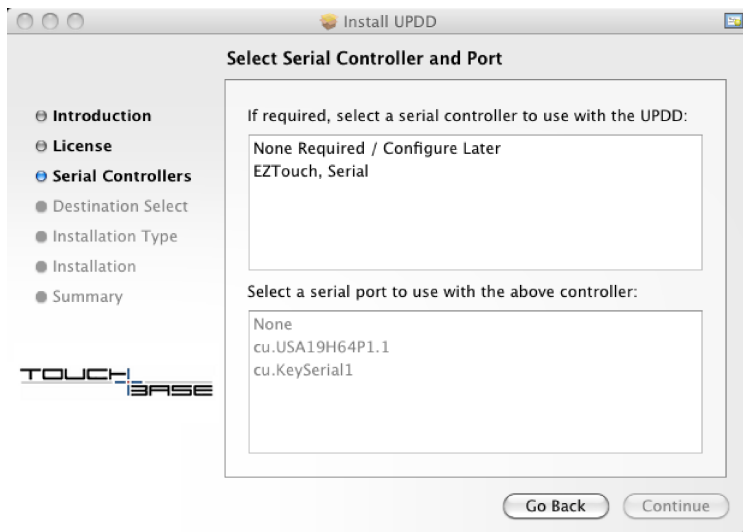 Install UPDD
Select Serial Controller and Port
Introduction
License
Serial Controllers
Destination Select
Installation Type
Installation
Summary
TOUCH
BASE
If required, select a serial controller to use with the UPDD:
None Required / Configure Later
EZTouch, Serial
Select a serial port to use with the above controller:
None
cu.USA19H64P1.1
cu.KeySerial1
Go Back
Continue